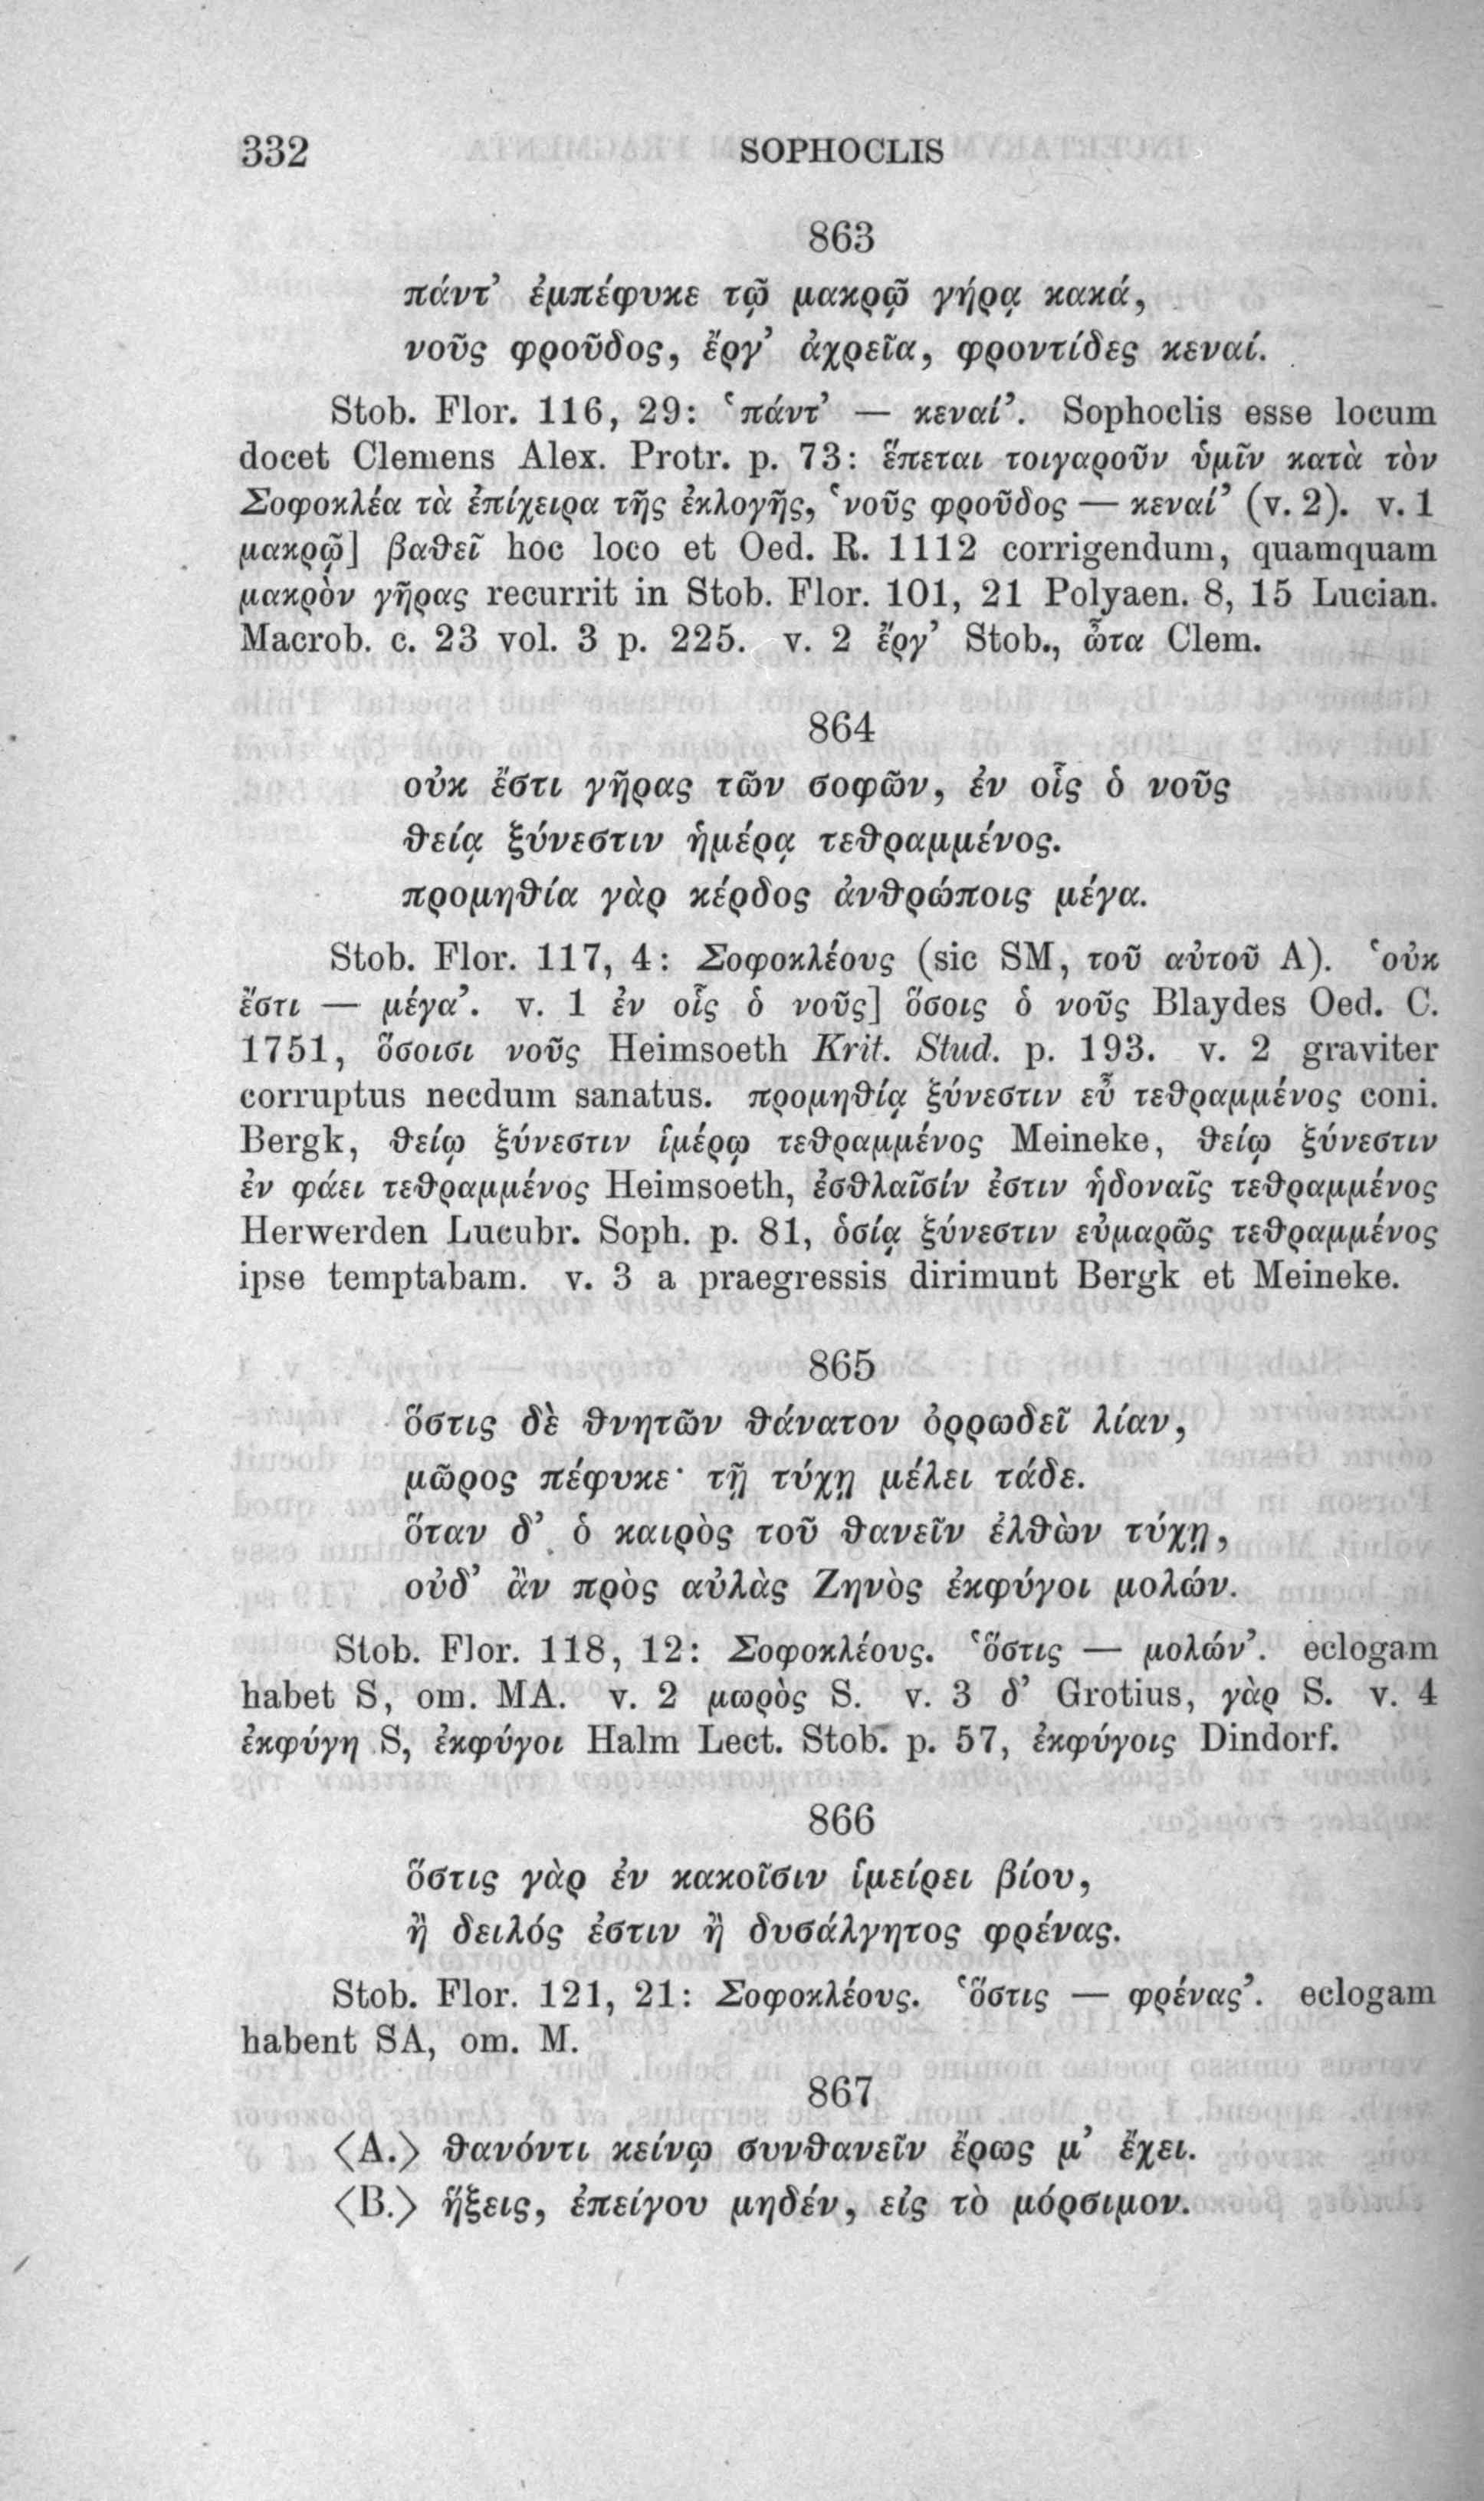 332 SOPHOCLIS
863
πάντ’ ἐμπέφυκε τῷ μακρῷ γήρᾳ κακά,
νοῦς φροῦδος, ἔργ’ ἀχρεῖα, φροντίδες κεναί.
Stob. Flor. 116, 29: ‘πάντ’ — κεναί’. Sophoclis esse locum
docet Clemens Alex. Protr. p. 73: ἕπεται τοιγαροῦν ὑμῖν κατὰ τὸν
Σοφοκλέα τὰ ἐπίχειρα τῆς ἐκλογῆς, ‘νοῦς φροῦδος — κεναί’ (v. 2). v. 1
μακρῷ] βαθεῖ hoc loco et Oed. R. 1112 corrigendum, quamquam
μακρὸν γῆρας recurrit in Stob. Flor. 101, 21 Polyaen. 8, 15 Lucian.
Macrob. c. 23 vol. 3 p. 225. v. 2 ἔργ’ Stob., ὦτα Clem.
864
οὐκ ἔστι γῆρας τῶν σοφῶν, ἐν οἷς ὁ νοῦς
θείᾳ ξύνεστιν ἡμέρᾳ τεθραμμένος.
προμηθία γὰρ κέρδος ἀνθρώποις μέγα.
Stob. Flor. 117, 4: Σοφοκλέους (sic SM, τοῦ αὐτοῦ A). ‘οὐκ
ἔστι — μέγα’. v. 1 ἐν οἷς ὁ νοῦς] ὅσοις ὁ νοῦς Blaydes Oed. C.
1751, ὅσοισι νοῦς Heimsoeth Krit. Stud. p. 193. v. 2 graviter
corruptus necdum sanatus. προμηθίᾳ ξύνεστιν εὖ τεθραμμένος coni.
Bergk, θείῳ ξύνεστιν ἱμέρῳ τεθραμμένος Meineke, θείῳ ξύνεστιν
ἐν φάει τεθραμμένος Heimsoeth, ἐσθλαῖσίν ἐστιν ἡδοναῖς τεθραμμένος
Herwerden Lucubr. Soph. p. 81, ὁσίᾳ ξύνεστιν εὐμαρῶς τεθραμμένος
ipse temptabam. v. 3 a praegressis dirimunt Bergk et Meineke.
865
ὅστις δὲ θνητῶν θάνατον ὀρρωδεῖ λίαν,
μῶρος πέφυκε· τῇ τύχῃ μέλει τάδε.
ὅταν δ’ ὁ καιρὸς τοῦ θανεῖν ἐλθὼν τύχῃ,
οὐδ’ ἂν πρὸς αὐλὰς Ζηνὸς ἐκφύγοι μολών.
Stob. Flor. 118, 12: Σοφοκλέους. ‘ὅστις — μολών’. eclogam
habet S, om. MA. v. 2 μωρὸς S. v. 3 δ’ Grotius, γὰρ S. v. 4
ἐκφύγη S, ἐκφύγοι Halm Lect. Stob. p. 57, ἐκφύγοις Dindorf.
866
ὅστις γὰρ ἐν κακοῖσιν ἱμείρει βίου,
ἢ δειλός ἐστιν ἢ δυσάλγητος φρένας.
Stob. Flor. 121, 21: Σοφοκλέους. ‘ὅστις — φρένας’. eclogam
habent SA, om. M.
867
⟨A.⟩ θανόντι κείνῳ συνθανεῖν ἔρως μ’ ἔχει.
⟨B.⟩ ἥξεις, ἐπείγου μηδέν, εἰς τὸ μόρσιμον.